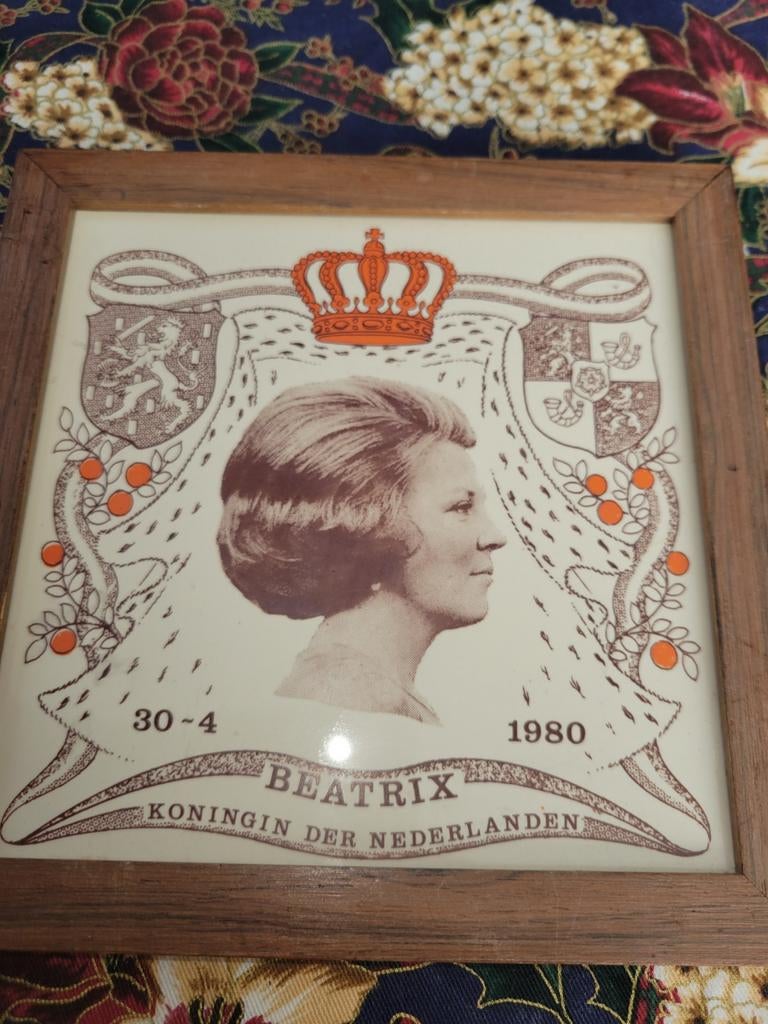 30~4 1980
BEATRIX
KONINGIN DER NEDERLANDEN